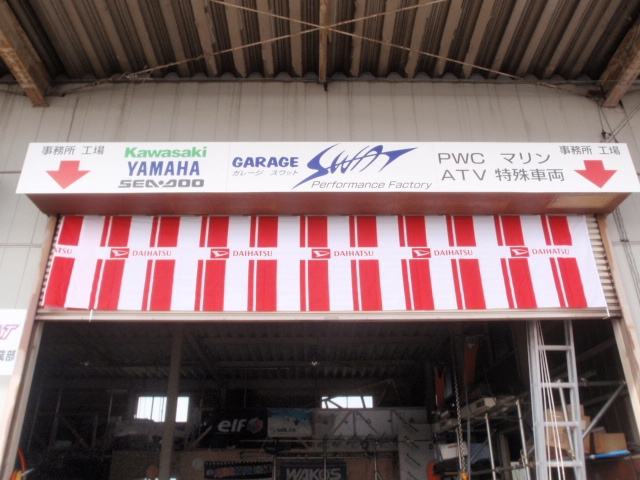 事務所 工場
Kawasaki
YAMAHA
SEA-DOO
GARAGE SWAT
ガレージ スワット
Performance Factory
PWC マリン
ATV 特殊車両
事務所 工場
DAIHATSU DAIHATSU DAIHATSU DAIHATSU DAIHATSU
elf
WAKO'S